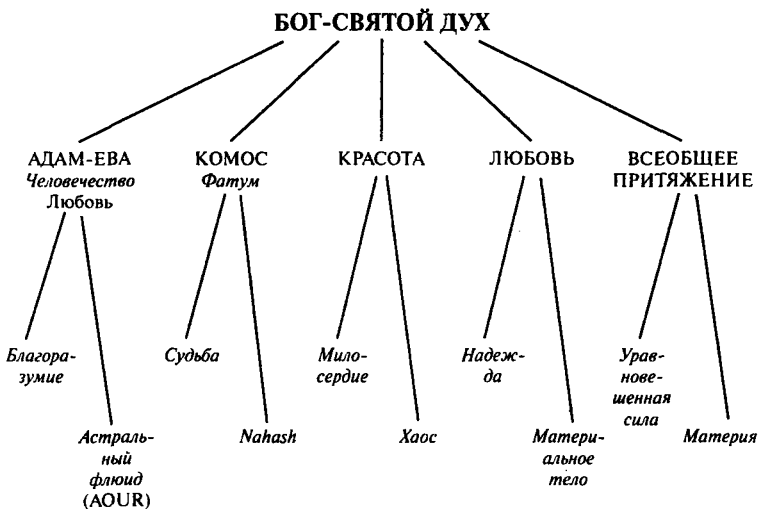 БОГ-СВЯТОЙ ДУХ
АДАМ-ЕВА
Человечество
Любовь
КОМОС
Фатум
КРАСОТА
ЛЮБОВЬ
ВСЕОБЩЕЕ
ПРИТЯЖЕНИЕ
Благора-
зумие
Судьба
Мило-
сердие
Надеж-
да
Урав-
нове-
шенная
сила
Астраль-
ный
флюид
(AOUR)
Nahash
Хаос
Матери-
альное
тело
Материя